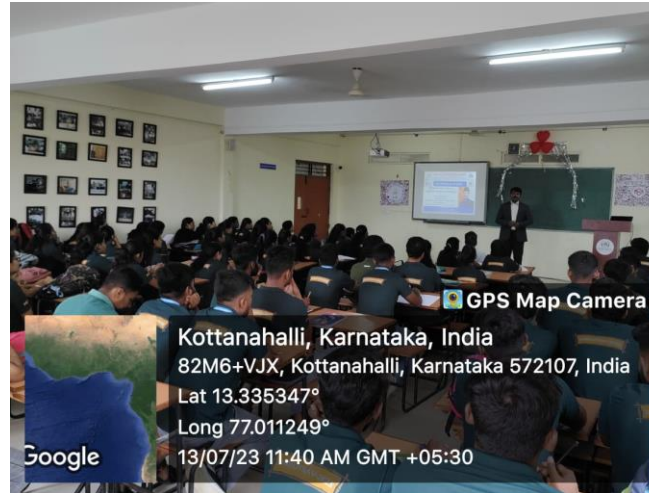 GPS Map Camera
Kottanahalli, Karnataka, India
82M6+VJX, Kottanahalli, Karnataka 572107, India
Lat 13.335347°
Long 77.011249°
13/07/23 11:40 AM GMT +05:30
Google